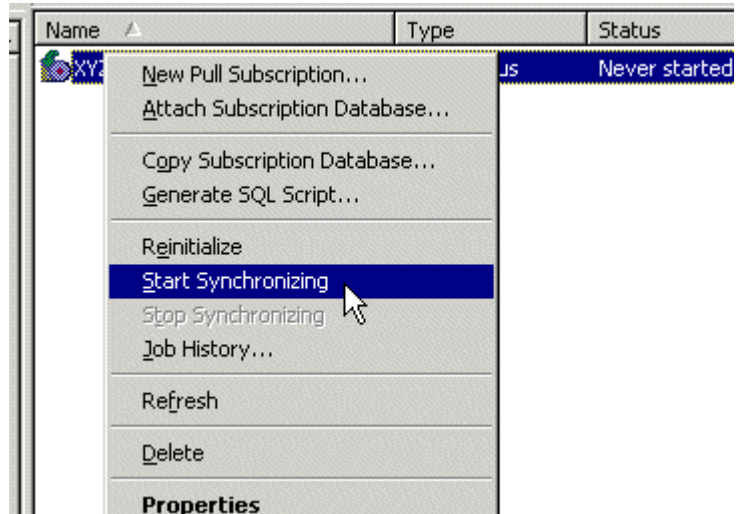 Name Type Status
XYZ us Never started
New Pull Subscription...
Attach Subscription Database...
Copy Subscription Database...
Generate SQL Script...
Reinitialize
Start Synchronizing
Stop Synchronizing
Job History...
Refresh
Delete
Properties